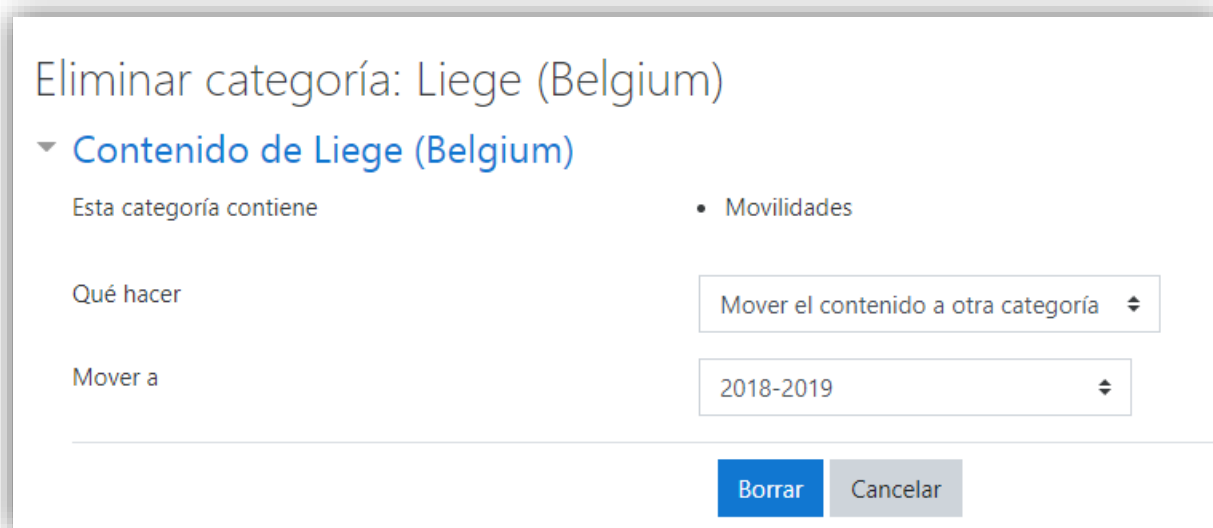 Eliminar categoría: Liege (Belgium)
Contenido de Liege (Belgium)
Esta categoría contiene
• Movilidades
Qué hacer
Mover el contenido a otra categoría
Mover a
2018-2019
Borrar
Cancelar